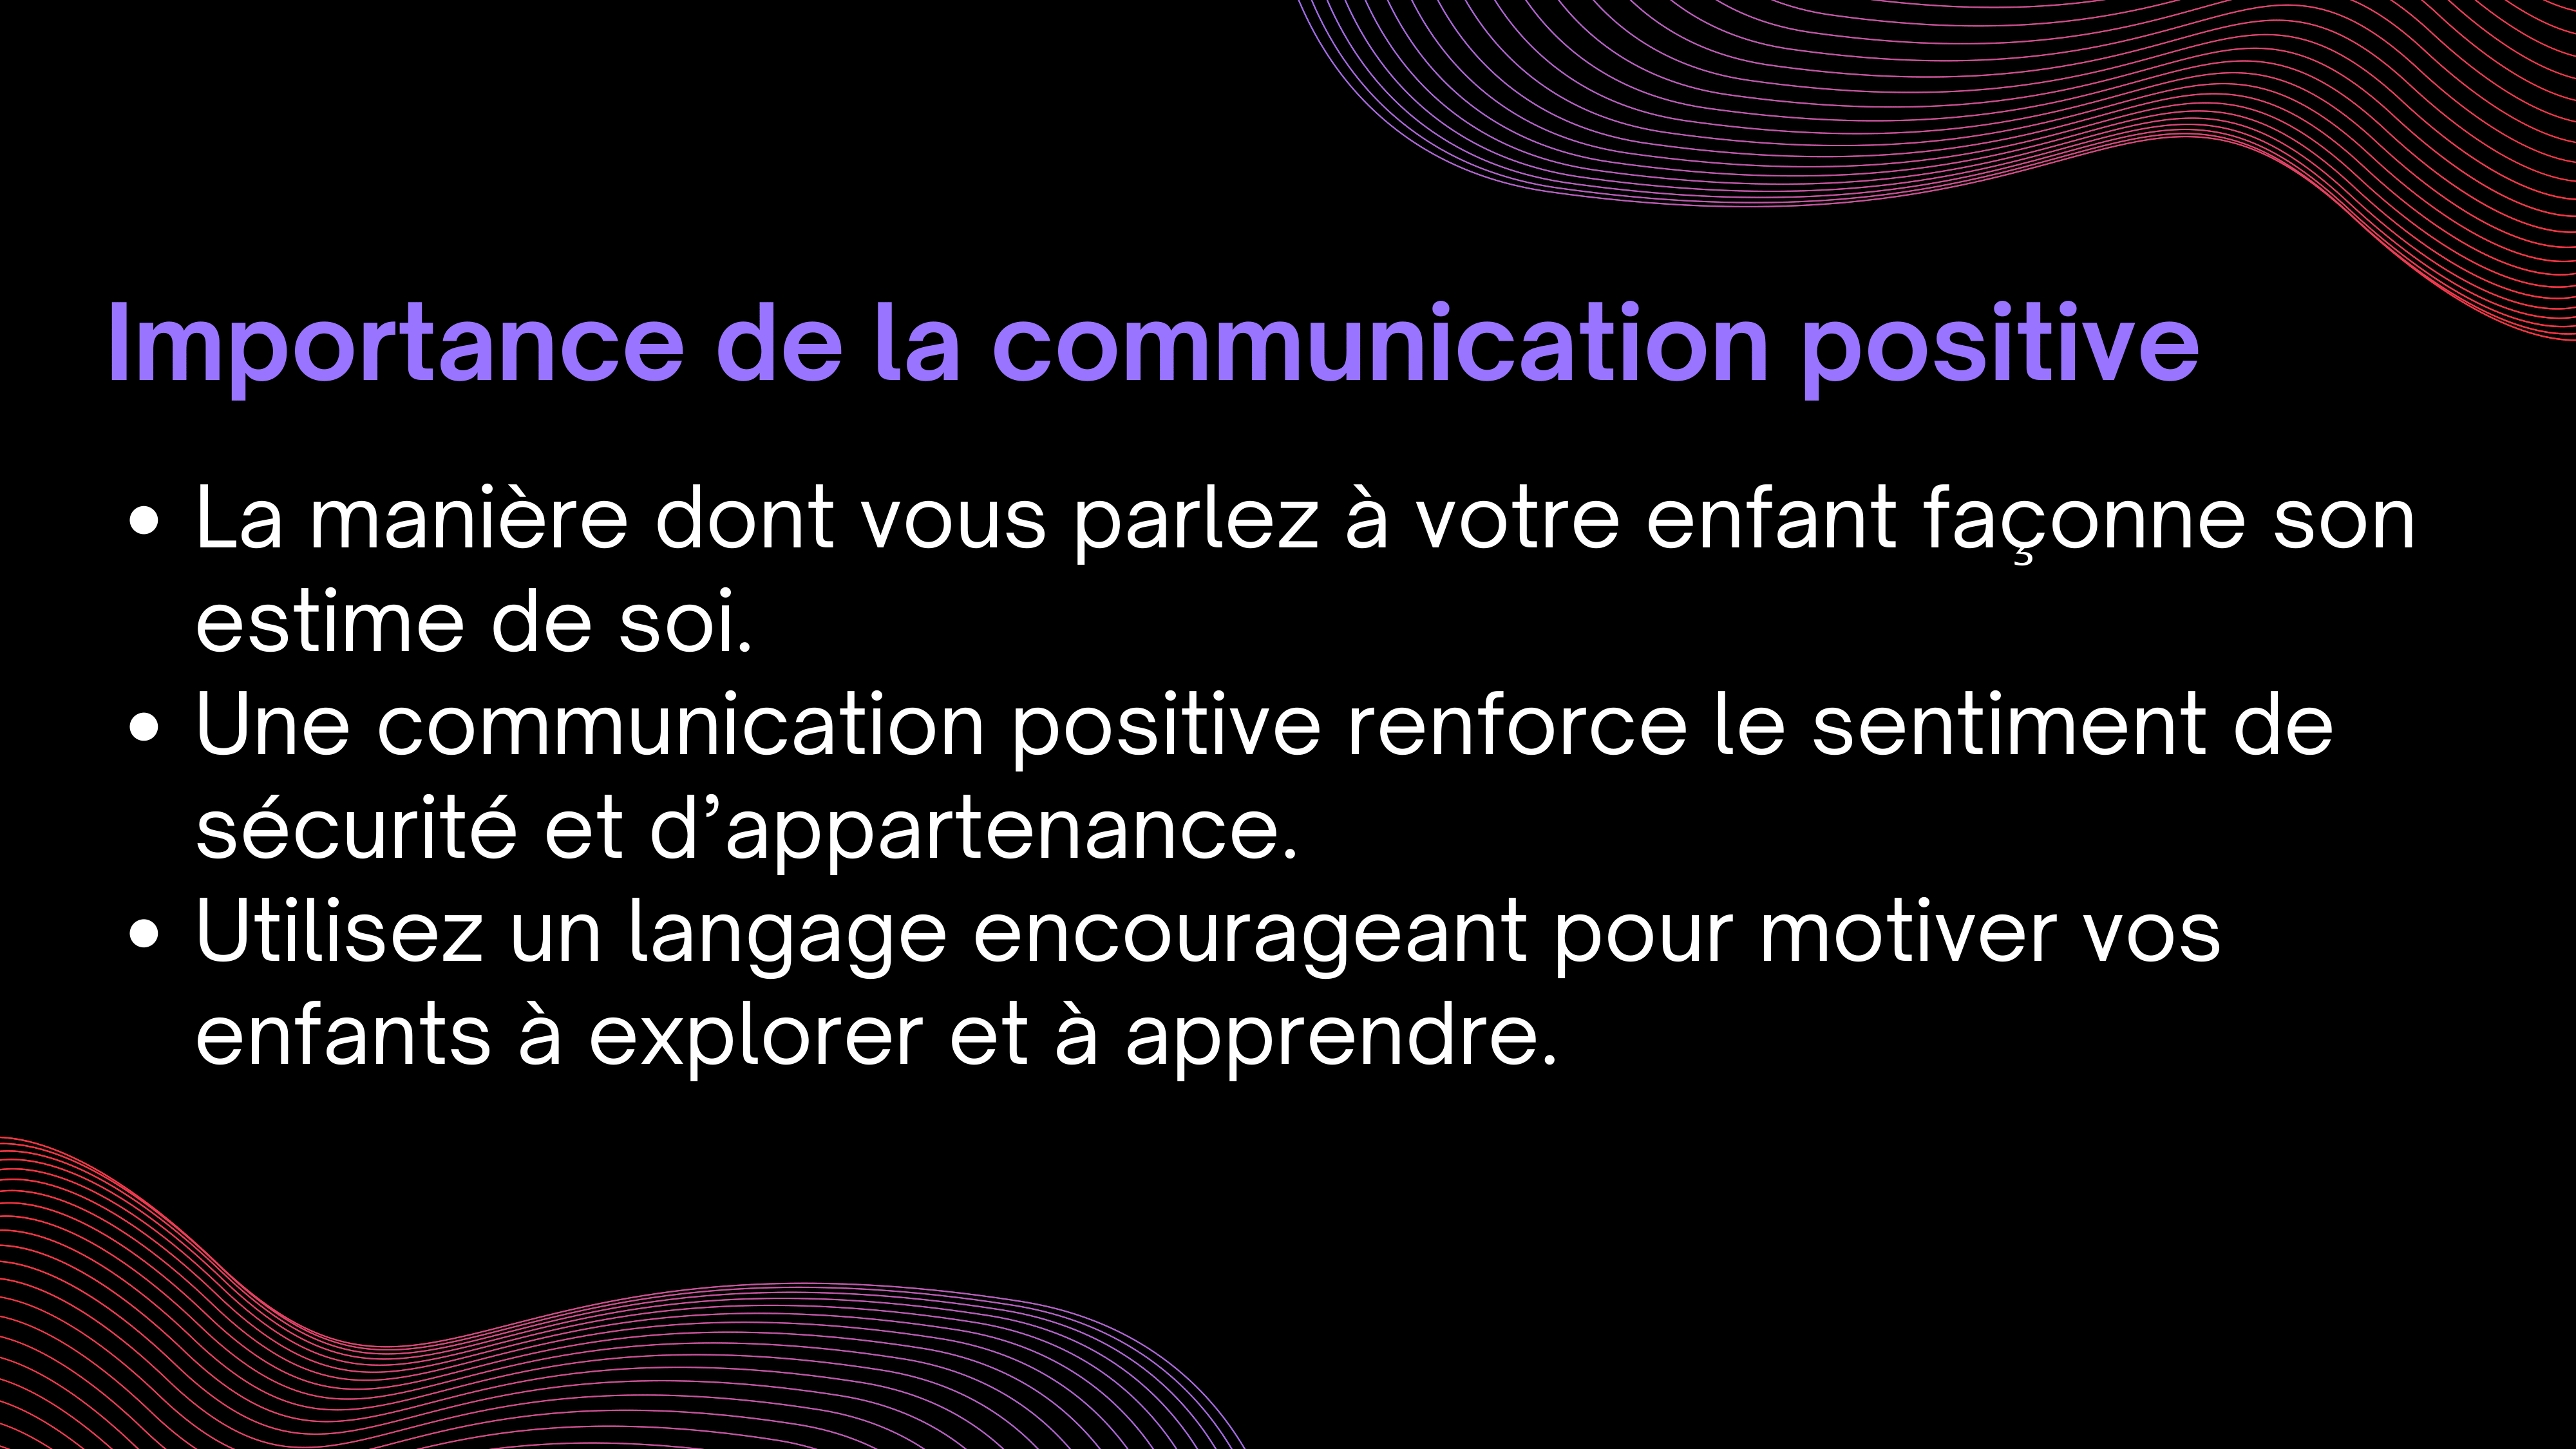 Importance de la communication positive
• La manière dont vous parlez à votre enfant façonne son
estime de soi.
• Une communication positive renforce le sentiment de
sécurité et d’appartenance.
• Utilisez un langage encourageant pour motiver vos
enfants à explorer et à apprendre.